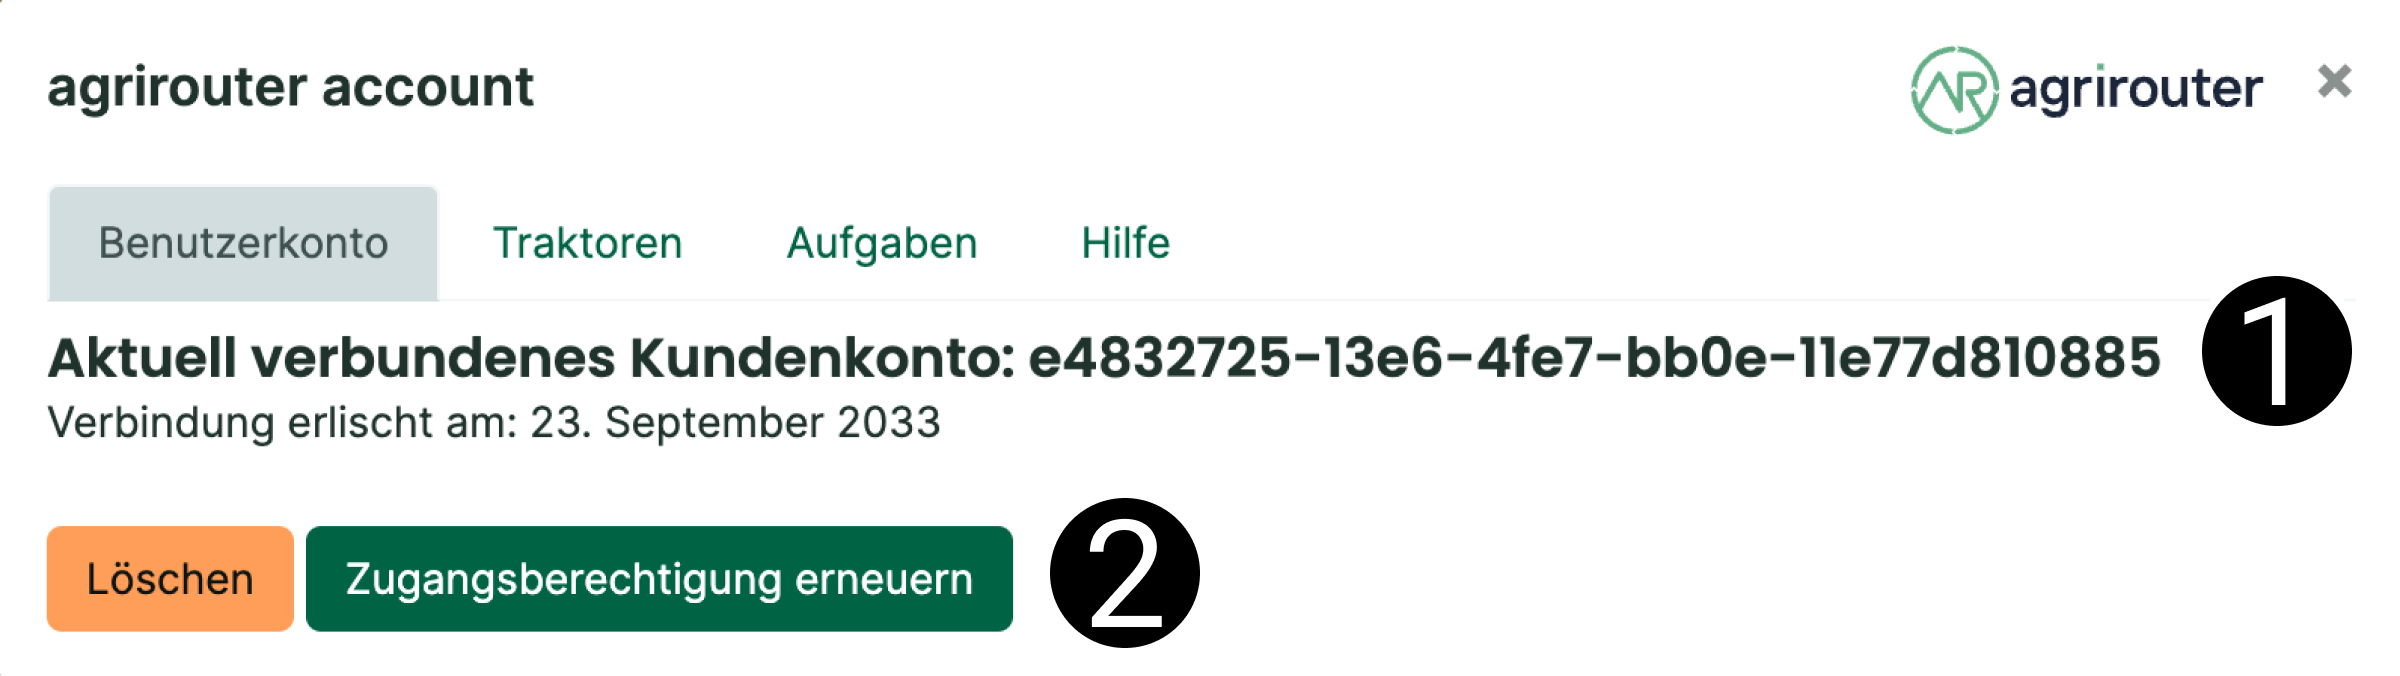 agrirouter account
AR agrirouter ×
Benutzerkonto Traktoren Aufgaben Hilfe
Aktuell verbundenes Kundenkonto: e4832725-13e6-4fe7-bb0e-11e77d810885
1
Verbindung erlischt am: 23. September 2033
Löschen Zugangsberechtigung erneuern
2